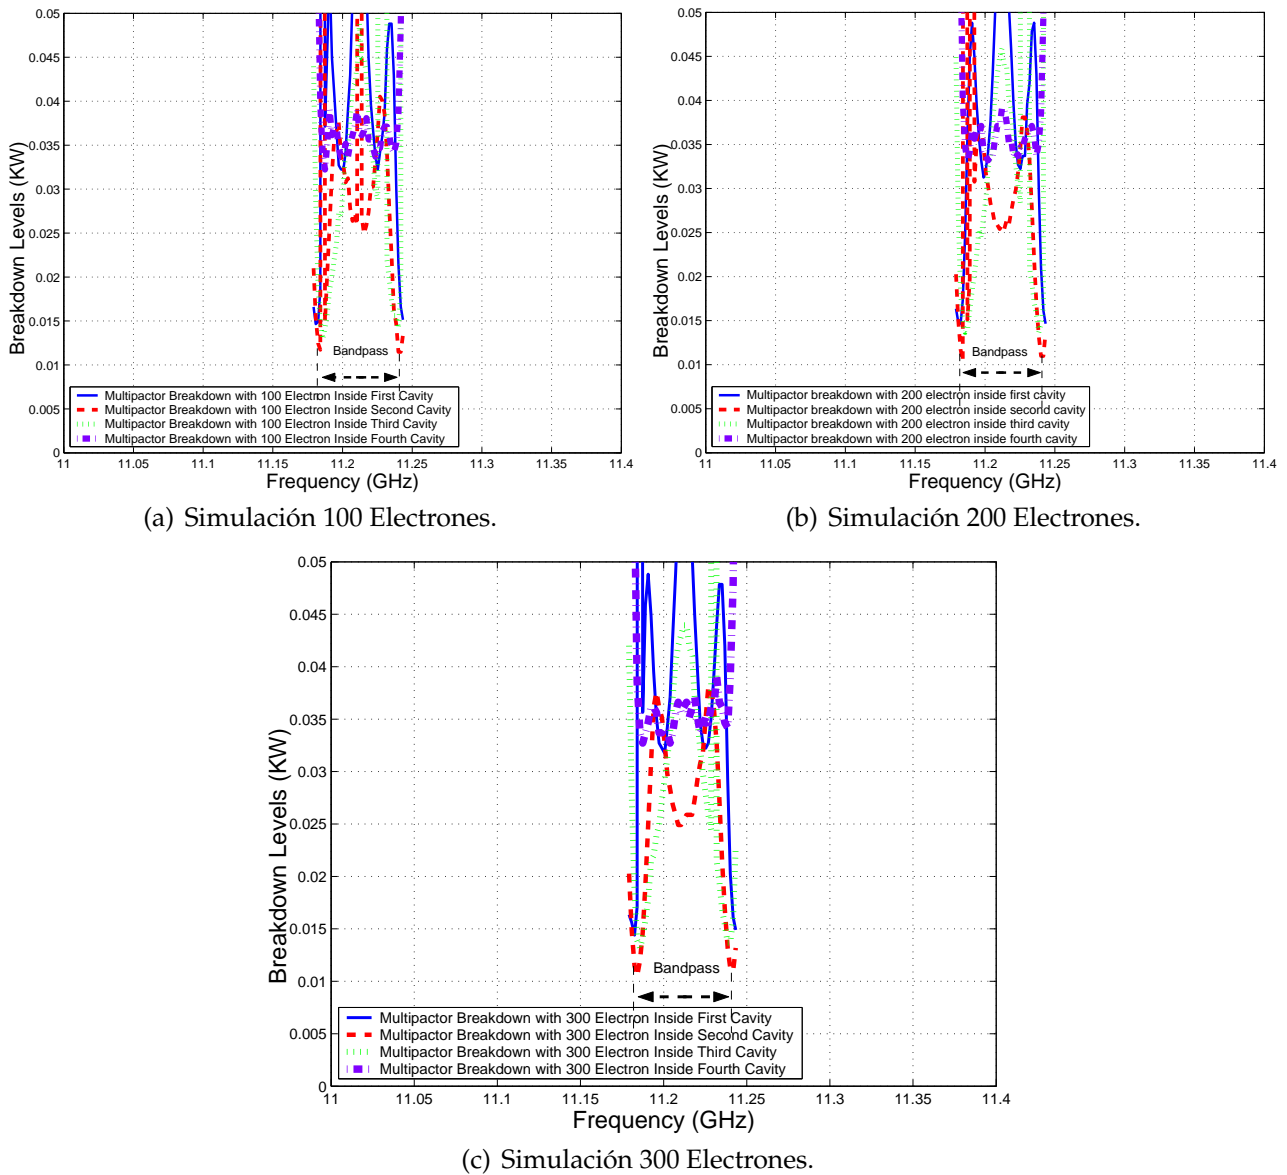 0.05
0.045
0.04
0.035
0.03
0.025
0.02
0.015
0.01
0.005
0
Breakdown Levels (KW)
Bandpass
Multipactor Breakdown with 100 Electron Inside First Cavity
Multipactor Breakdown with 100 Electron Inside Second Cavity
Multipactor Breakdown with 100 Electron Inside Third Cavity
Multipactor Breakdown with 100 Electron Inside Fourth Cavity
11 11.05 11.1 11.15 11.2 11.25 11.3 11.35 11.4
Frequency (GHz)
(a) Simulación 100 Electrones.
0.05
0.045
0.04
0.035
0.03
0.025
0.02
0.015
0.01
0.005
0
Breakdown Levels (KW)
Bandpass
Multipactor breakdown with 200 electron inside first cavity
Multipactor breakdown with 200 electron inside second cavity
Multipactor breakdown with 200 electron inside third cavity
Multipactor breakdown with 200 electron inside fourth cavity
11 11.05 11.1 11.15 11.2 11.25 11.3 11.35 11.4
Frequency (GHz)
(b) Simulación 200 Electrones.
0.05
0.045
0.04
0.035
0.03
0.025
0.02
0.015
0.01
0.005
0
Breakdown Levels (KW)
Bandpass
Multipactor Breakdown with 300 Electron Inside First Cavity
Multipactor Breakdown with 300 Electron Inside Second Cavity
Multipactor Breakdown with 300 Electron Inside Third Cavity
Multipactor Breakdown with 300 Electron Inside Fourth Cavity
11 11.05 11.1 11.15 11.2 11.25 11.3 11.35 11.4
Frequency (GHz)
(c) Simulación 300 Electrones.